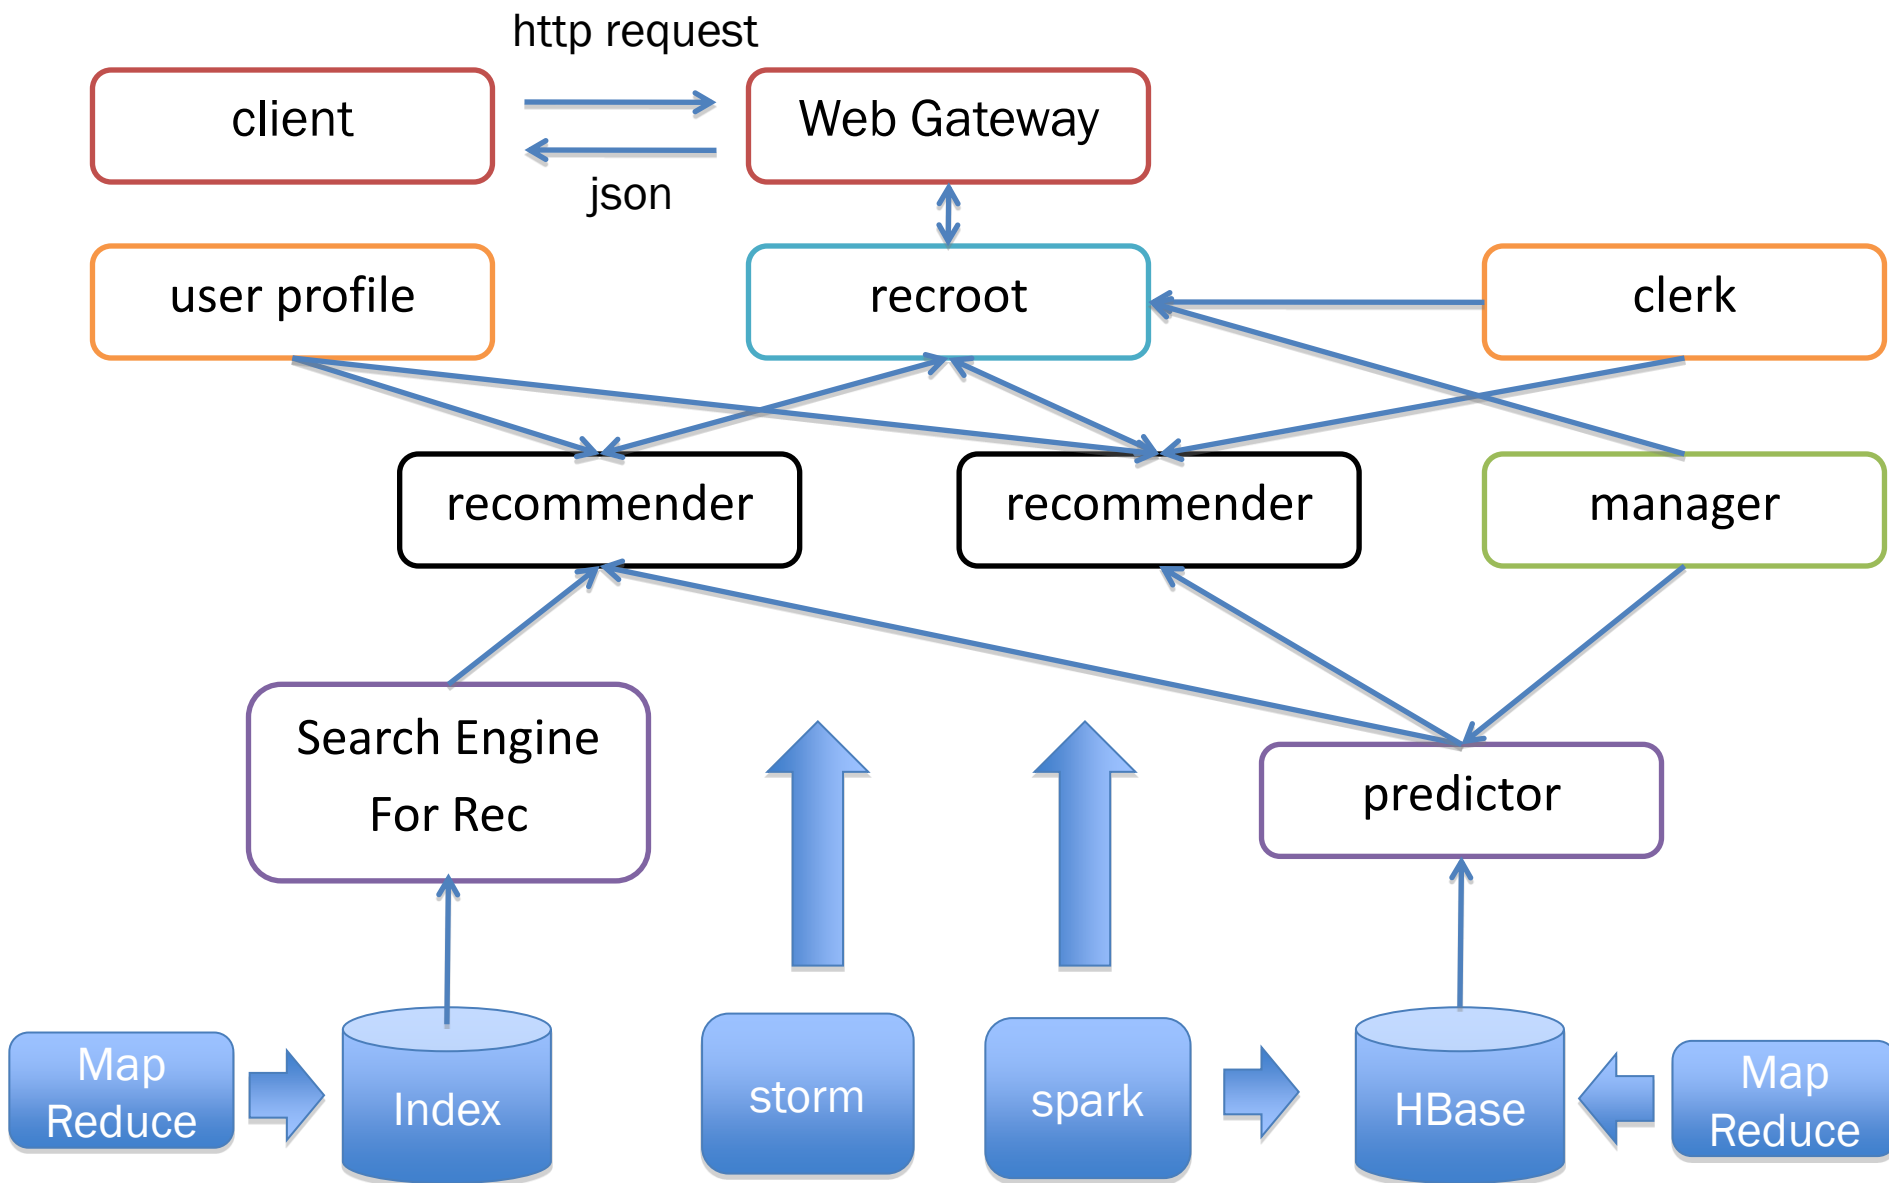 http request
client
Web Gateway
json
user profile
recroot
clerk
recommender
recommender
manager
Search Engine
For Rec
predictor
Map
Reduce
Index
storm
spark
HBase
Map
Reduce